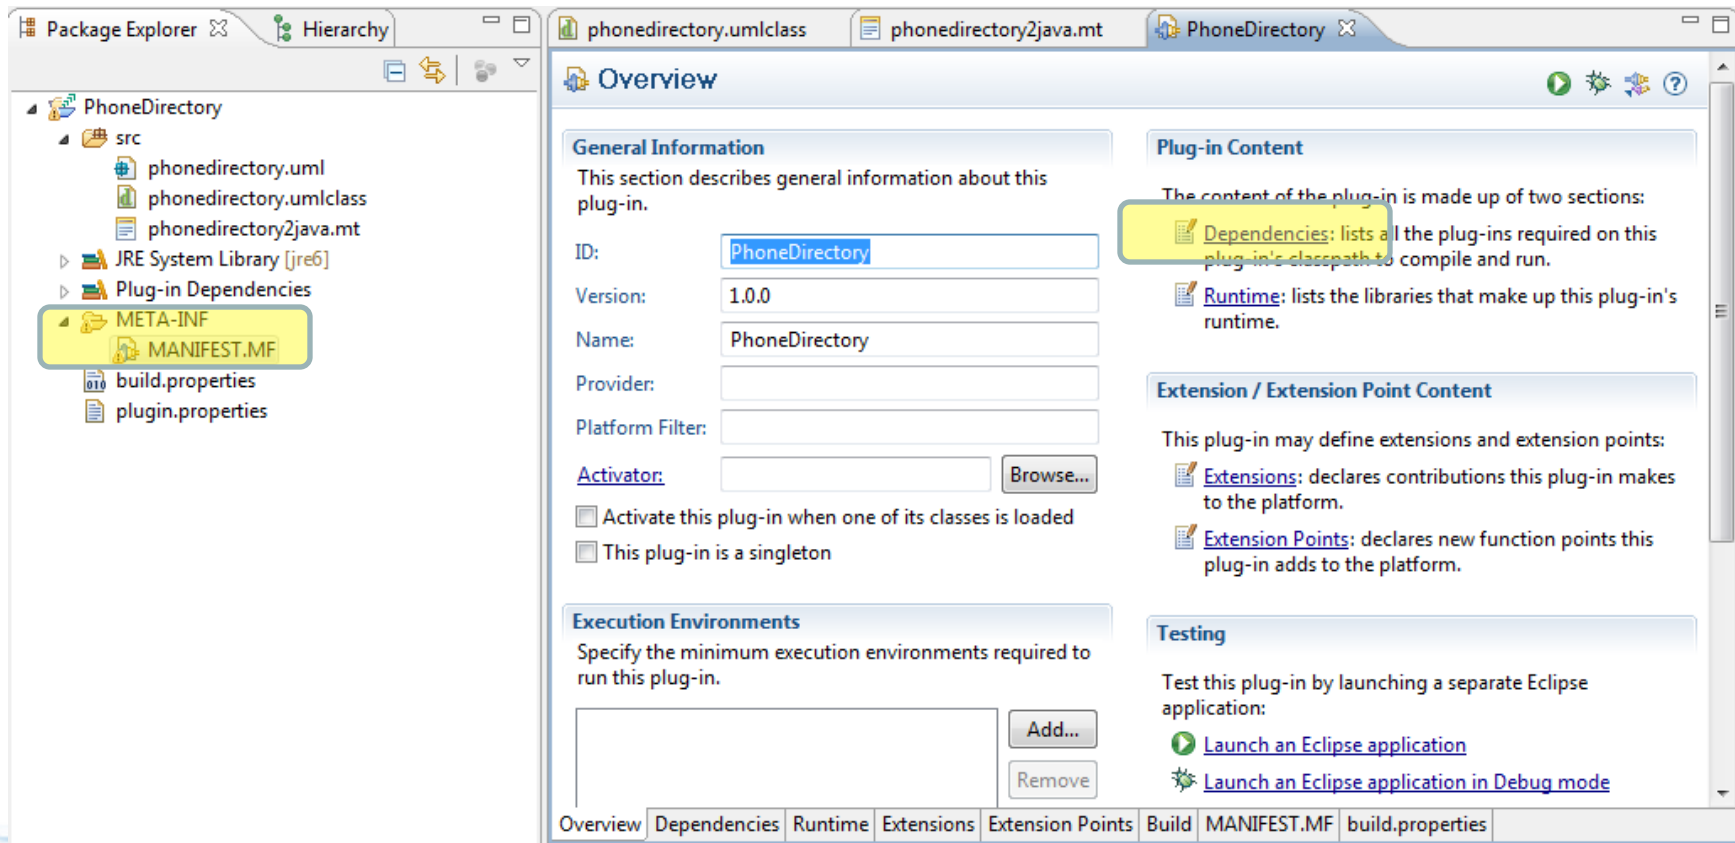 Package Explorer
Hierarchy
PhoneDirectory
src
phonedirectory.uml
phonedirectory.umlclass
phonedirectory2java.mt
JRE System Library [jre6]
Plug-in Dependencies
META-INF
MANIFEST.MF
build.properties
plugin.properties
phonedirectory.umlclass
phonedirectory2java.mt
PhoneDirectory
Overview
General Information
This section describes general information about this
plug-in.
ID:
PhoneDirectory
Version:
1.0.0
Name:
PhoneDirectory
Provider:
Platform Filter:
Activator:
Browse...
Activate this plug-in when one of its classes is loaded
This plug-in is a singleton
Execution Environments
Specify the minimum execution environments required to
run this plug-in.
Add...
Remove
Plug-in Content
The content of the plug-in is made up of two sections:
Dependencies: lists all the plug-ins required on this
plug-in's classpath to compile and run.
Runtime: lists the libraries that make up this plug-in's
runtime.
Extension / Extension Point Content
This plug-in may define extensions and extension points:
Extensions: declares contributions this plug-in makes
to the platform.
Extension Points: declares new function points this
plug-in adds to the platform.
Testing
Test this plug-in by launching a separate Eclipse
application:
Launch an Eclipse application
Launch an Eclipse application in Debug mode
Overview
Dependencies
Runtime
Extensions
Extension Points
Build
MANIFEST.MF
build.properties